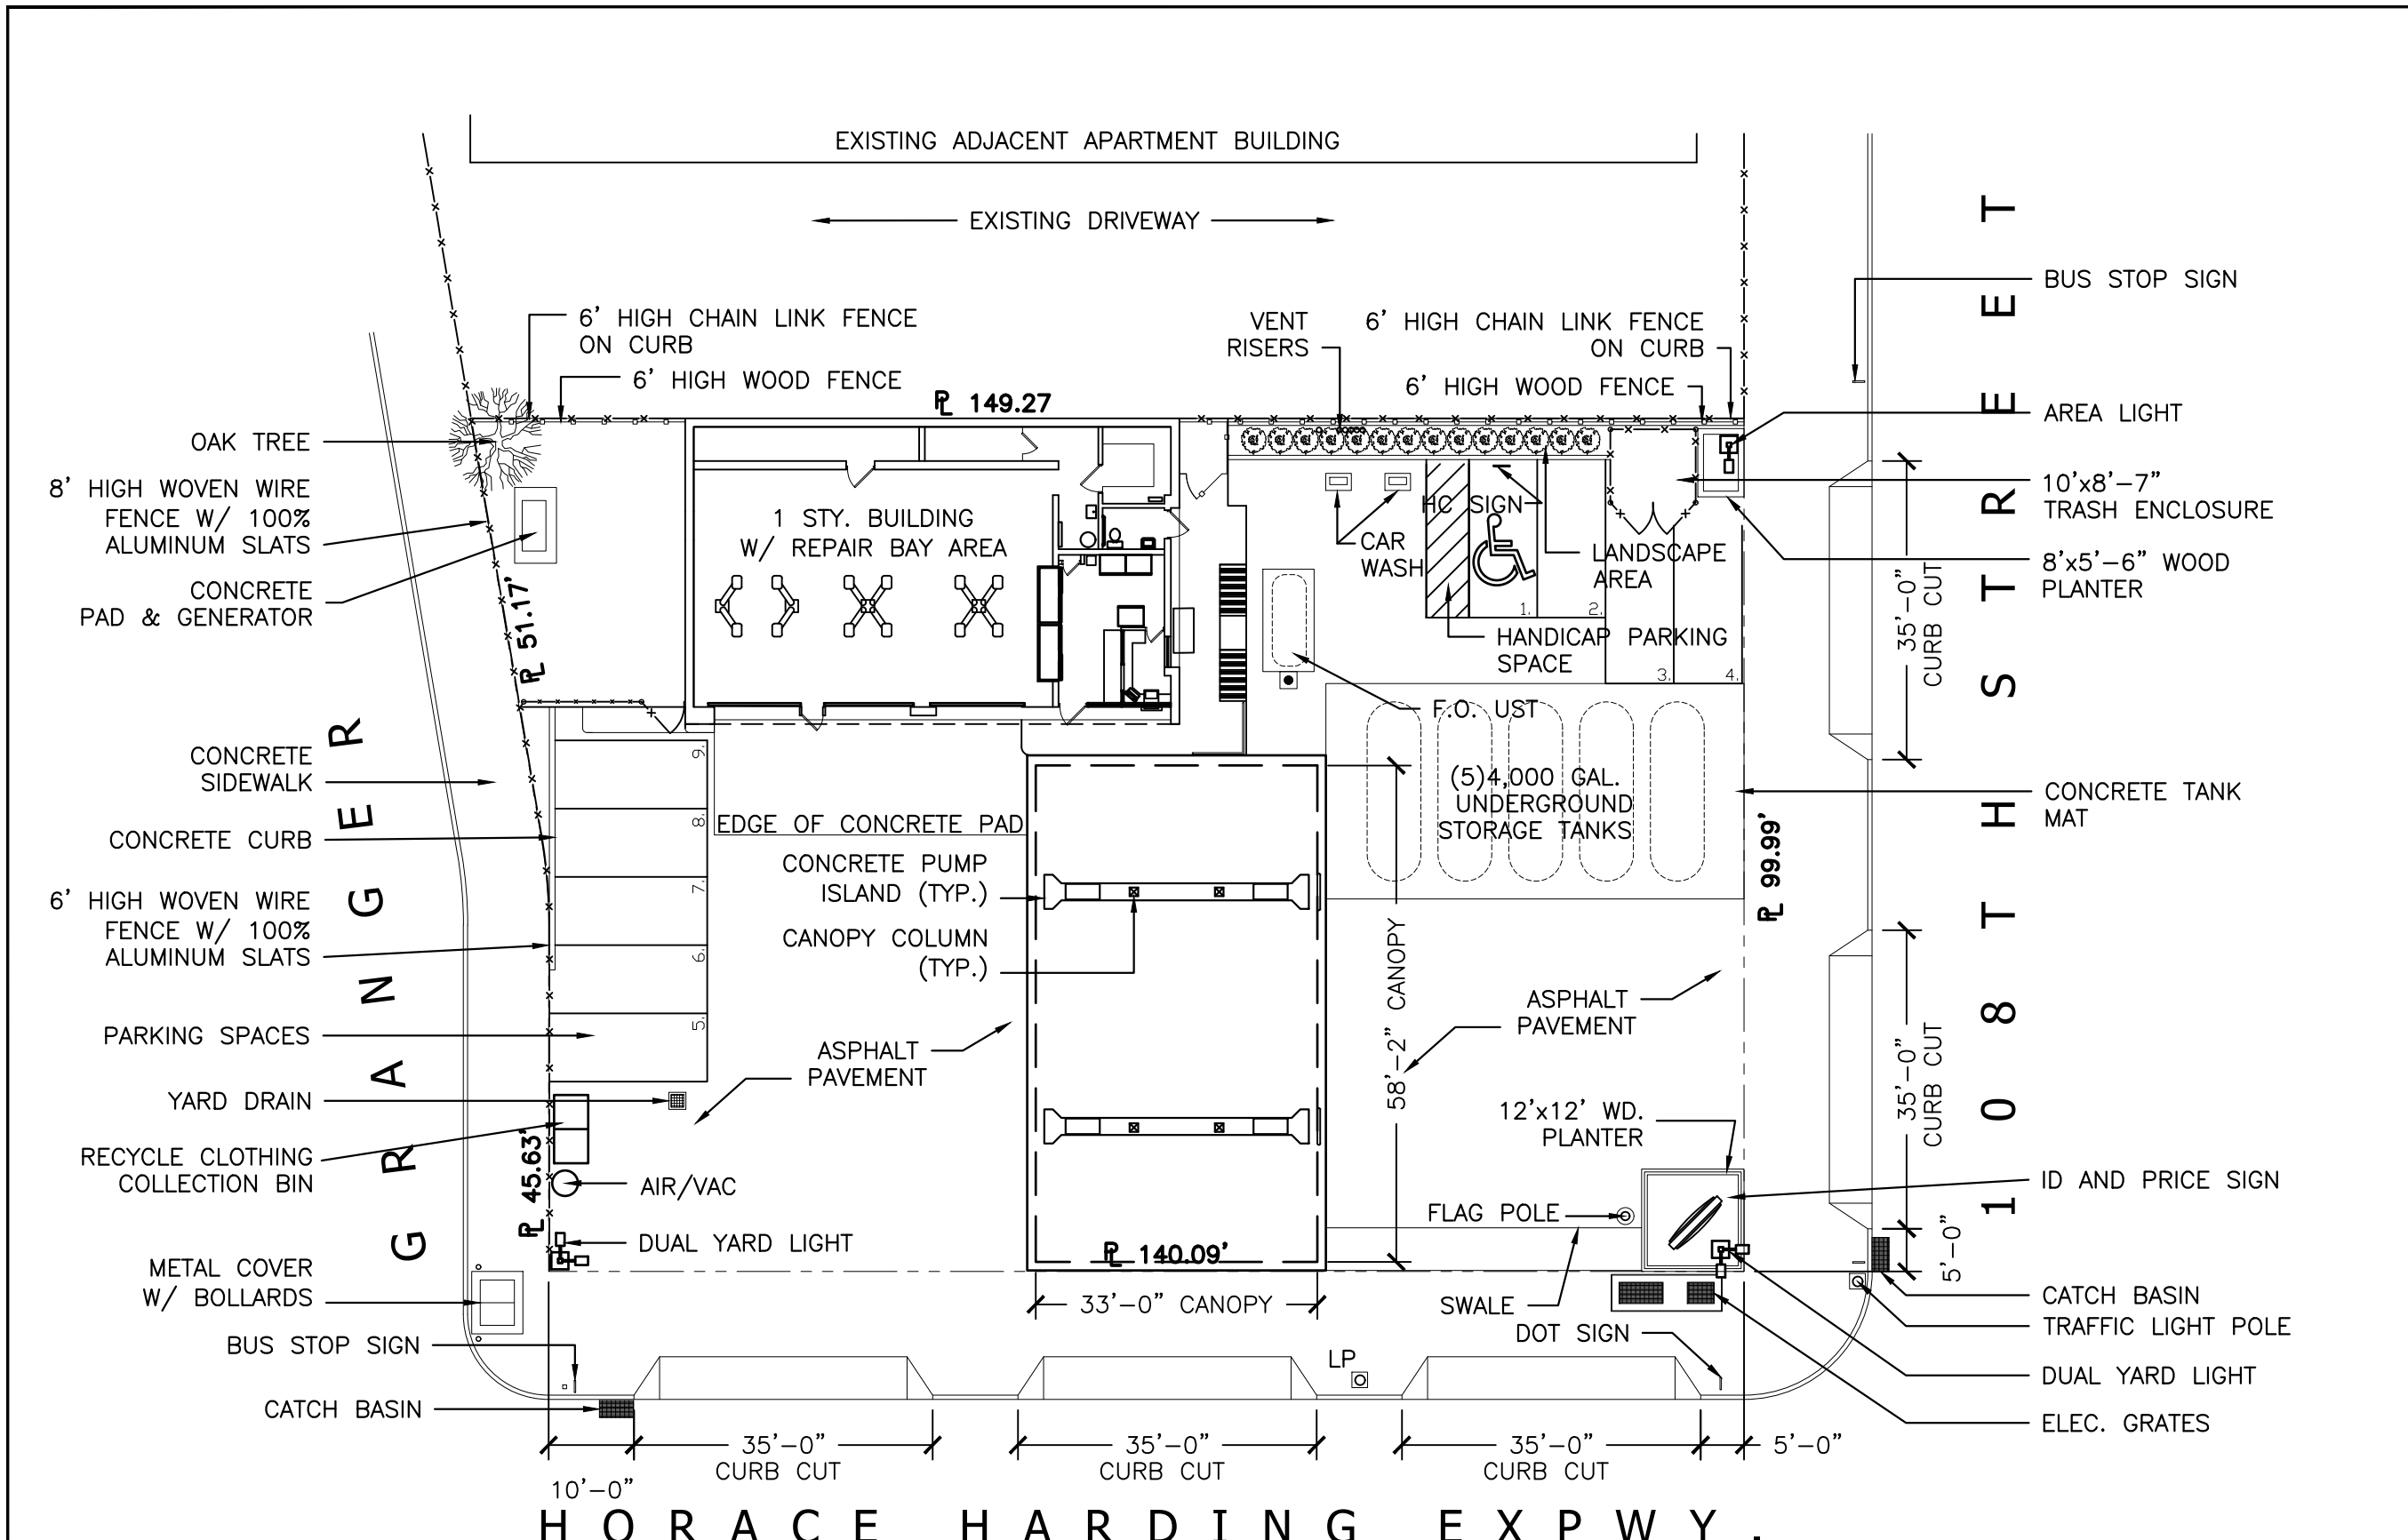 EXISTING ADJACENT APARTMENT BUILDING
EXISTING DRIVEWAY
6' HIGH CHAIN LINK FENCE
ON CURB
6' HIGH WOOD FENCE
℄ 149.27
VENT
RISERS
6' HIGH CHAIN LINK FENCE
ON CURB
6' HIGH WOOD FENCE
BUS STOP SIGN
AREA LIGHT
10'x8'-7"
TRASH ENCLOSURE
8'x5'-6" WOOD
PLANTER
35'-0"
CURB CUT
CONCRETE TANK
MAT
℄ 99.99'
35'-0"
CURB CUT
ID AND PRICE SIGN
5'-0"
CATCH BASIN
TRAFFIC LIGHT POLE
DUAL YARD LIGHT
ELEC. GRATES
108TH STREET
OAK TREE
8' HIGH WOVEN WIRE
FENCE W/ 100%
ALUMINUM SLATS
CONCRETE
PAD & GENERATOR
℄ 51.17'
CONCRETE
SIDEWALK
CONCRETE CURB
6' HIGH WOVEN WIRE
FENCE W/ 100%
ALUMINUM SLATS
PARKING SPACES
YARD DRAIN
RECYCLE CLOTHING
COLLECTION BIN
℄ 45.63'
METAL COVER
W/ BOLLARDS
BUS STOP SIGN
CATCH BASIN
GRANGER
1 STY. BUILDING
W/ REPAIR BAY AREA
CAR
WASH
HC SIGN
LANDSCAPE
AREA
1.
2.
HANDICAP PARKING
SPACE
3.
4.
F.O. UST
(5)4,000 GAL.
UNDERGROUND
STORAGE TANKS
9.
8.
7.
6.
5.
EDGE OF CONCRETE PAD
CONCRETE PUMP
ISLAND (TYP.)
CANOPY COLUMN
(TYP.)
58'-2" CANOPY
ASPHALT
PAVEMENT
ASPHALT
PAVEMENT
12'x12' WD.
PLANTER
AIR/VAC
DUAL YARD LIGHT
FLAG POLE
℄ 140.09'
33'-0" CANOPY
SWALE
DOT SIGN
LP
10'-0"
35'-0"
CURB CUT
35'-0"
CURB CUT
35'-0"
CURB CUT
5'-0"
HORACE HARDING EXPWY.